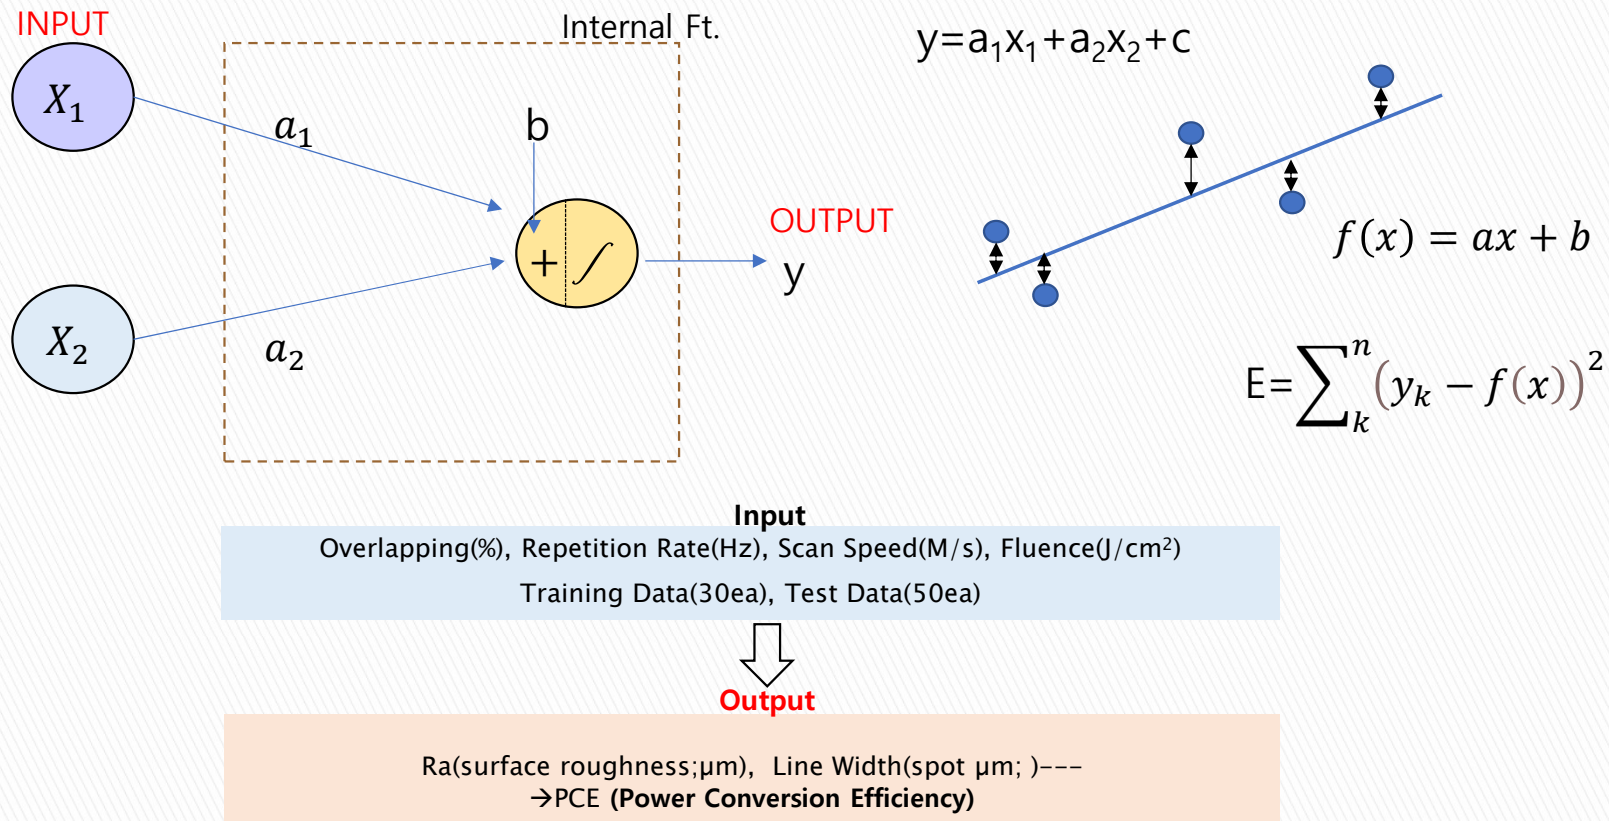 INPUT
Internal Ft.
y=a₁x₁+a₂x₂+c
X₁
a₁
b
OUTPUT
+ ∫
y
f(x) = ax + b
X₂
a₂
E=∑ₖⁿ(yₖ − f(x))²
Input
Overlapping(%), Repetition Rate(Hz), Scan Speed(M/s), Fluence(J/cm²)
Training Data(30ea), Test Data(50ea)
Output
Ra(surface roughness;μm), Line Width(spot μm; )---
→PCE (Power Conversion Efficiency)